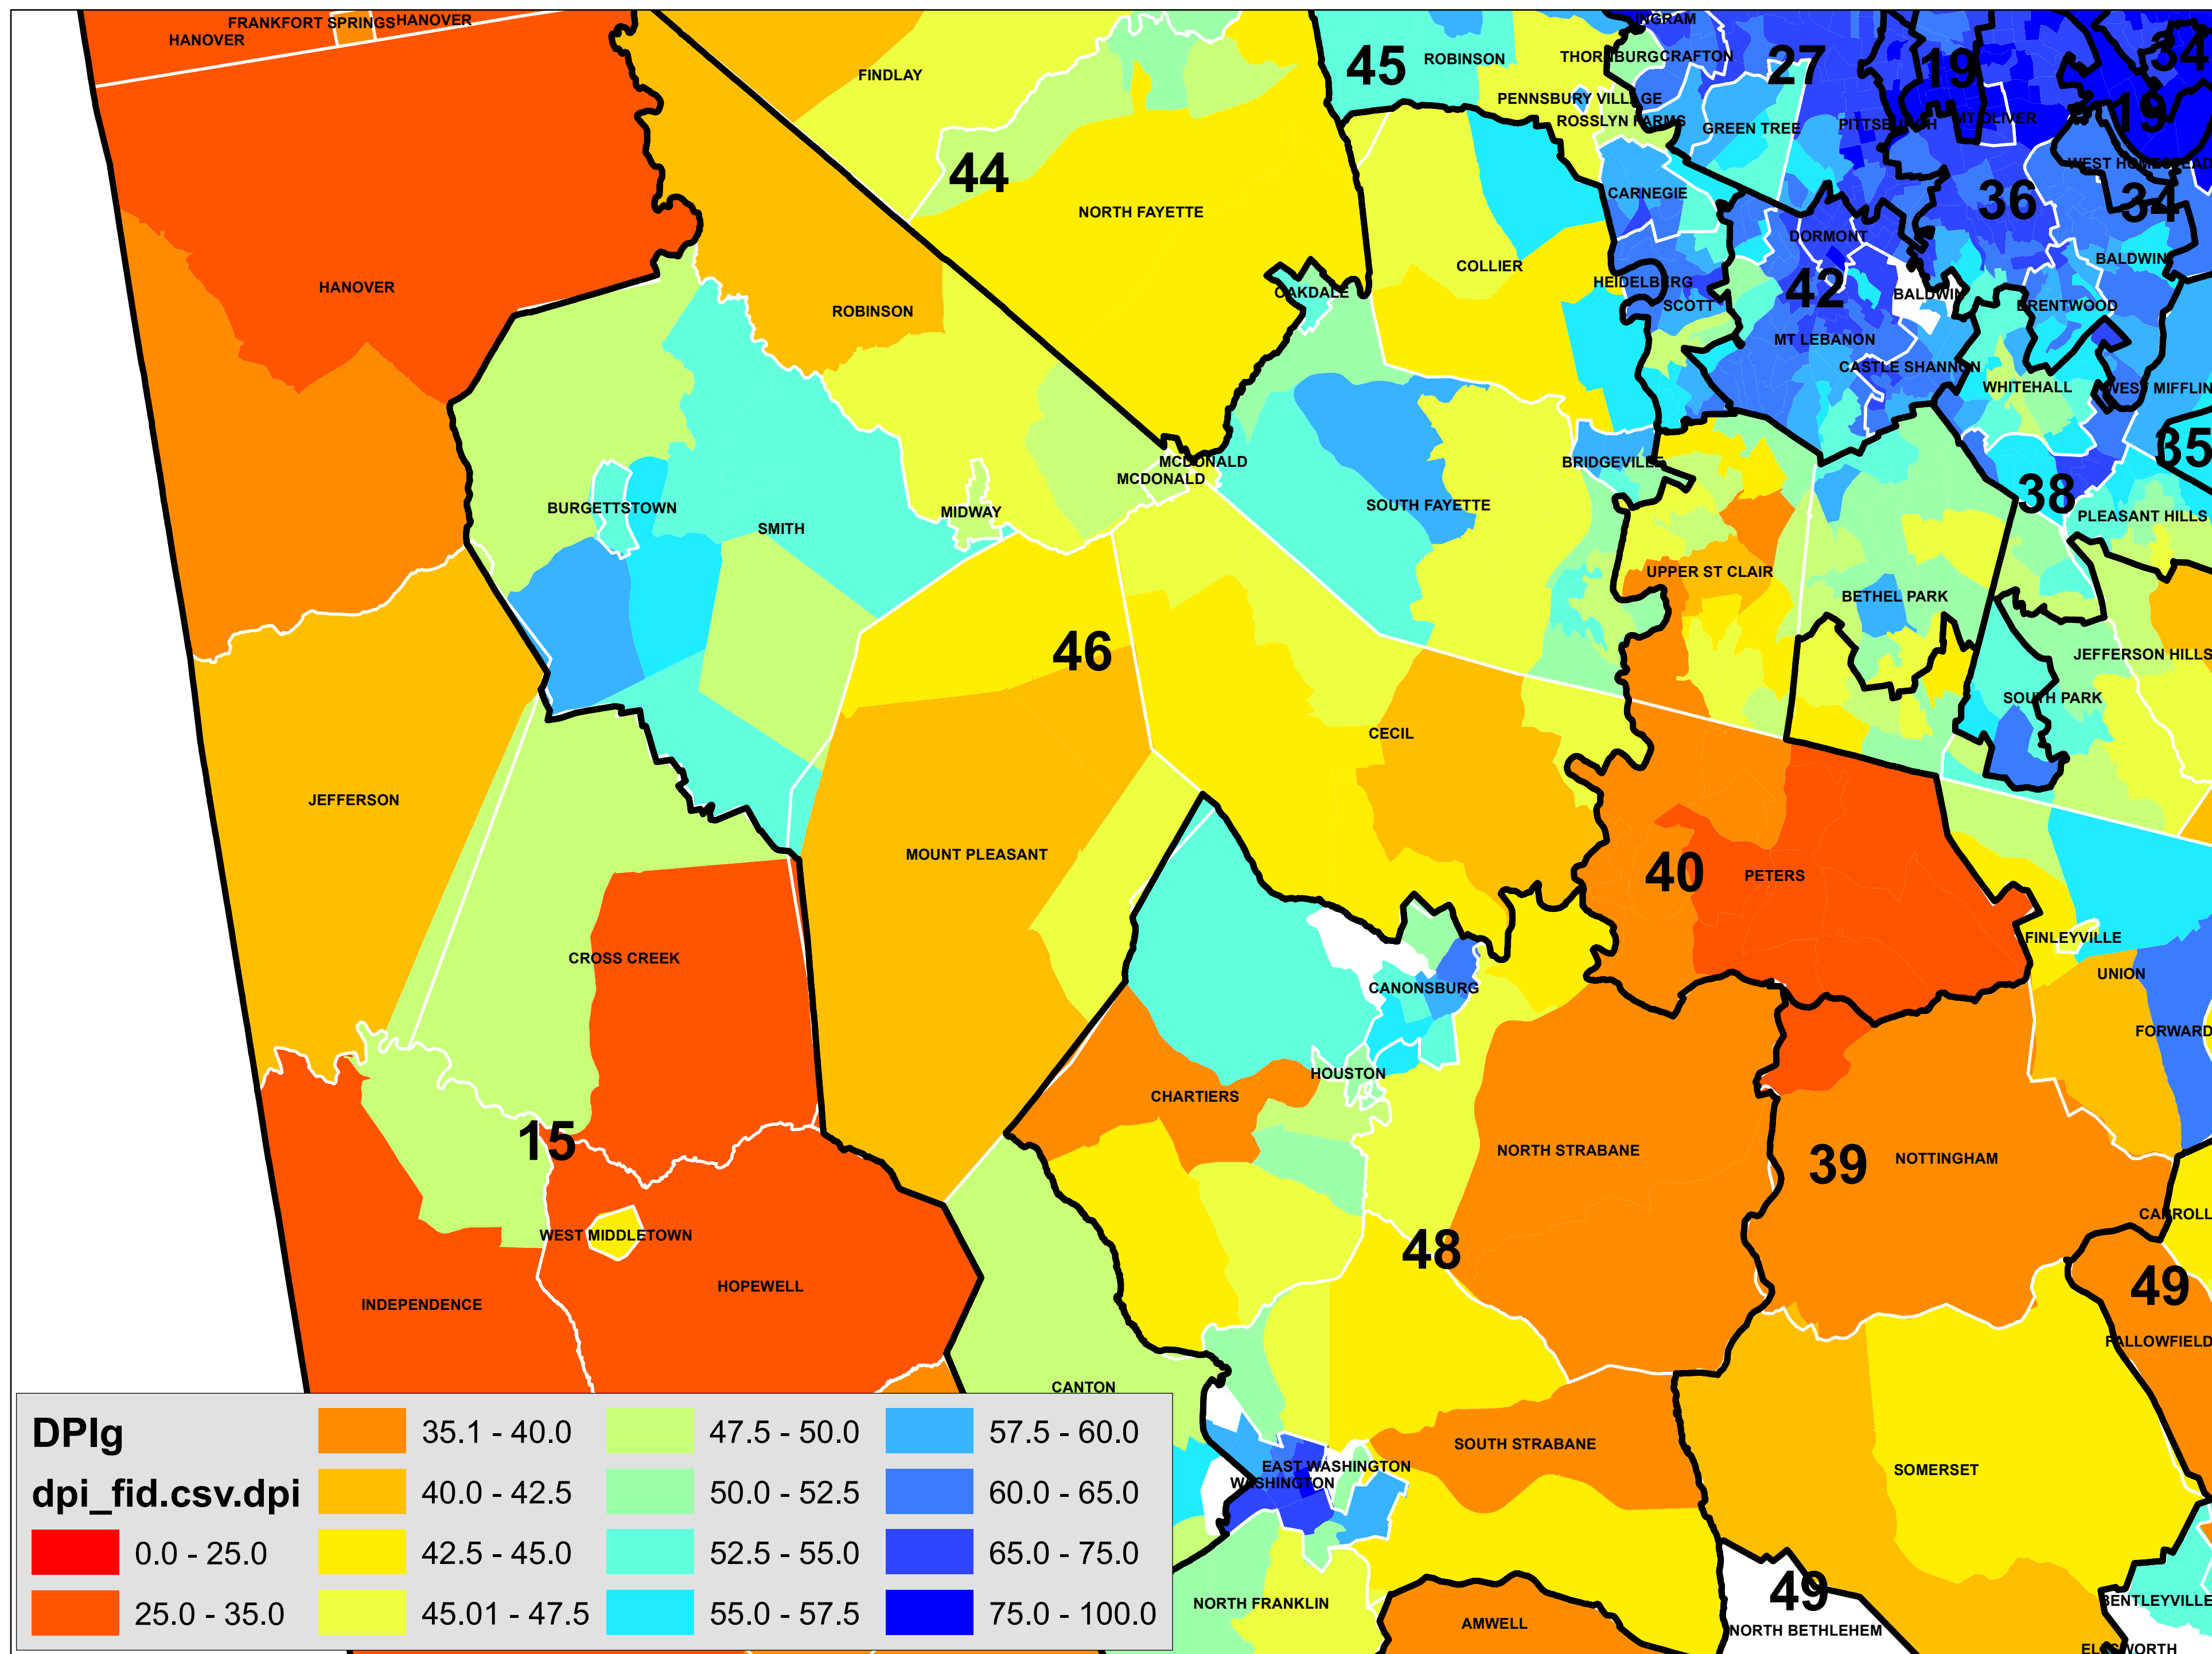 FRANKFORT SPRINGS
HANOVER
HANOVER
INGRAM
FINDLAY
45
ROBINSON
THORNBURG
CRAFTON
27
19
34
PENNSBURY VILLAGE
ROSSLYN FARMS
GREEN TREE
PITTSBURGH
MT OLIVER
19
WEST HOMESTEAD
44
CARNEGIE
36
34
NORTH FAYETTE
DORMONT
BALDWIN
COLLIER
HANOVER
OAKDALE
HEIDELBERG
42
BALDWIN
ROBINSON
SCOTT
BRENTWOOD
MT LEBANON
CASTLE SHANNON
WHITEHALL
WEST MIFFLIN
35
MCDONALD
MCDONALD
BRIDGEVILLE
38
BURGETTSTOWN
SMITH
MIDWAY
SOUTH FAYETTE
PLEASANT HILLS
UPPER ST CLAIR
BETHEL PARK
46
JEFFERSON HILLS
SOUTH PARK
CECIL
JEFFERSON
MOUNT PLEASANT
40
PETERS
FINLEYVILLE
CROSS CREEK
UNION
CANONSBURG
FORWARD
HOUSTON
CHARTIERS
15
NORTH STRABANE
39
NOTTINGHAM
WEST MIDDLETOWN
CARROLL
48
HOPEWELL
49
INDEPENDENCE
FALLOWFIELD
CANTON
SOUTH STRABANE
EAST WASHINGTON
WASHINGTON
SOMERSET
49
NORTH FRANKLIN
AMWELL
NORTH BETHLEHEM
BENTLEYVILLE
ELLSWORTH
DPIg
dpi_fid.csv.dpi
0.0 - 25.0
25.0 - 35.0
35.1 - 40.0
40.0 - 42.5
42.5 - 45.0
45.01 - 47.5
47.5 - 50.0
50.0 - 52.5
52.5 - 55.0
55.0 - 57.5
57.5 - 60.0
60.0 - 65.0
65.0 - 75.0
75.0 - 100.0